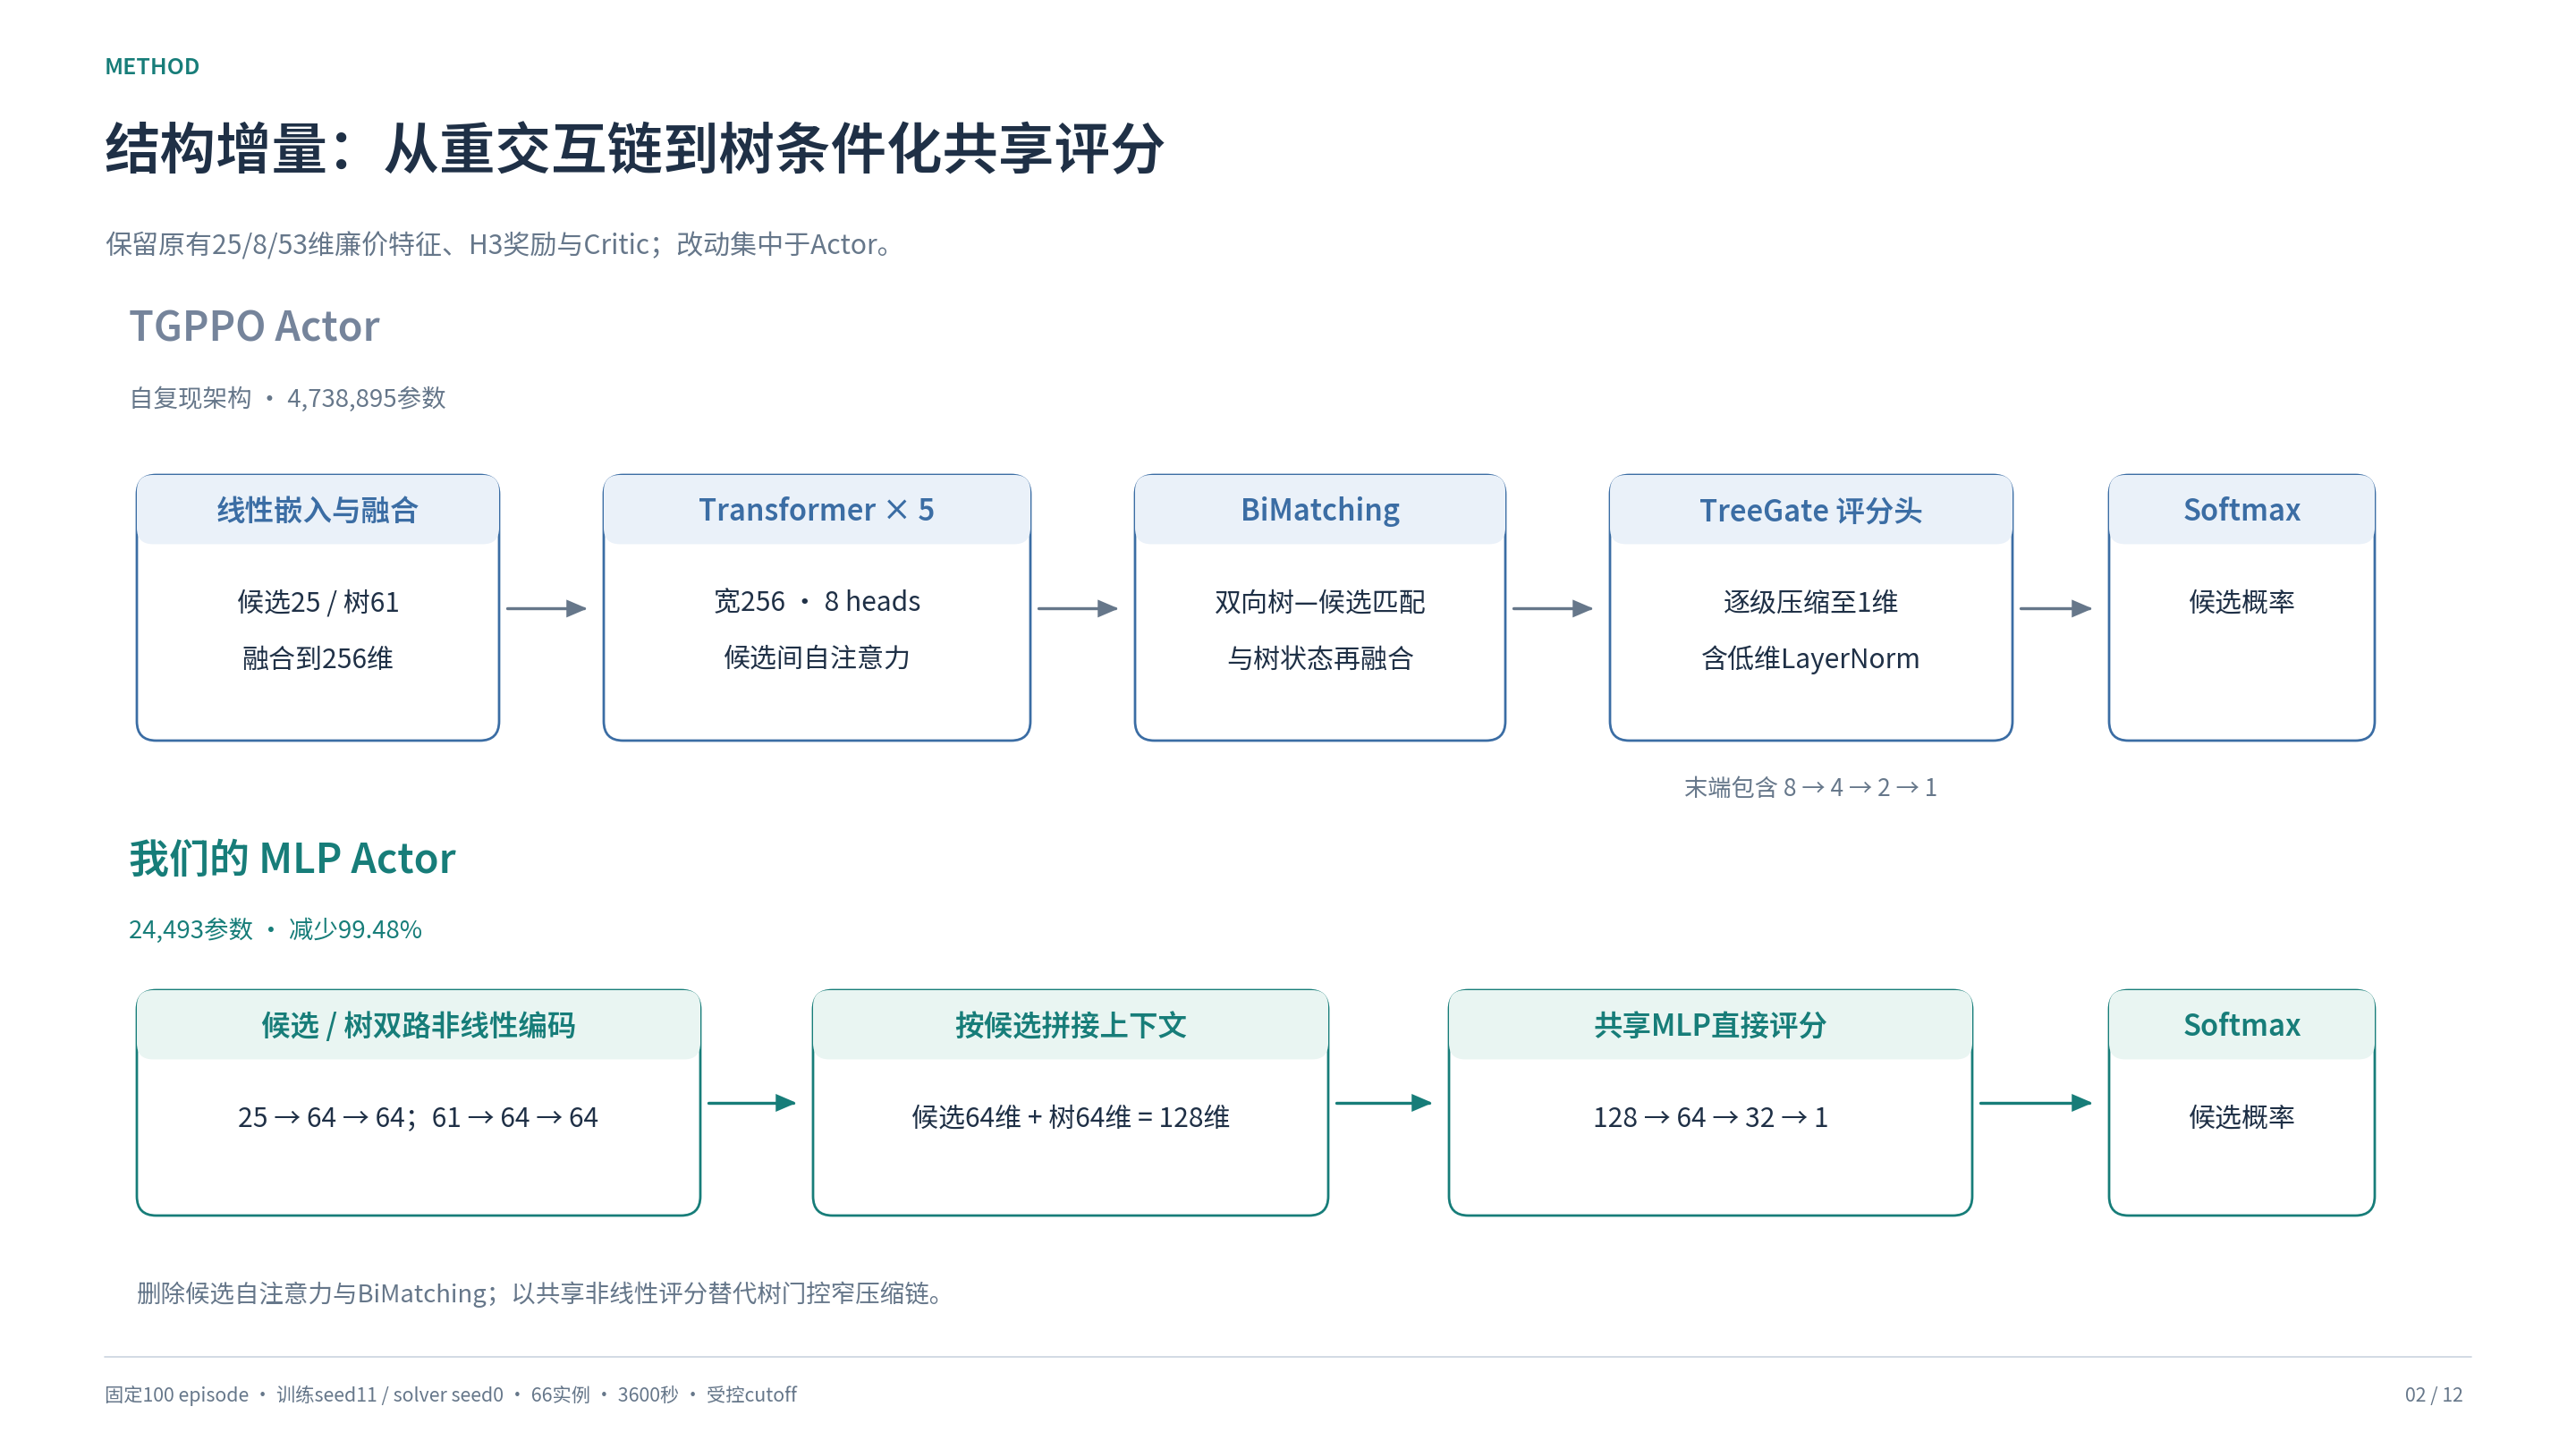 METHOD
结构增量：从重交互链到树条件化共享评分
保留原有25/8/53维廉价特征、H3奖励与Critic；改动集中于Actor。
TGPPO Actor
自复现架构 · 4,738,895参数
线性嵌入与融合
候选25 / 树61
融合到256维
Transformer × 5
宽256 · 8 heads
候选间自注意力
BiMatching
双向树—候选匹配
与树状态再融合
TreeGate 评分头
逐级压缩至1维
含低维LayerNorm
Softmax
候选概率
末端包含 8 → 4 → 2 → 1
我们的 MLP Actor
24,493参数 · 减少99.48%
候选 / 树双路非线性编码
25 → 64 → 64；61 → 64 → 64
按候选拼接上下文
候选64维 + 树64维 = 128维
共享MLP直接评分
128 → 64 → 32 → 1
Softmax
候选概率
删除候选自注意力与BiMatching；以共享非线性评分替代树门控窄压缩链。
固定100 episode · 训练seed11 / solver seed0 · 66实例 · 3600秒 · 受控cutoff
02 / 12